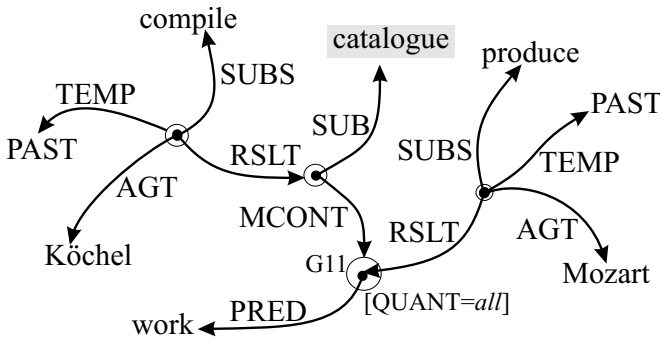 compile
catalogue
produce
TEMP
SUBS
PAST
PAST
SUB
SUBS
TEMP
RSLT
AGT
MCONT
RSLT
AGT
Köchel
G11
Mozart
PRED
[QUANT=all]
work